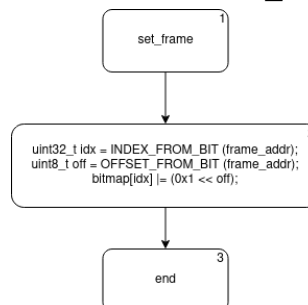 1
set_frame
uint32_t idx = INDEX_FROM_BIT (frame_addr);
uint8_t off = OFFSET_FROM_BIT (frame_addr);
bitmap[idx] |= (0x1 << off);
3
end